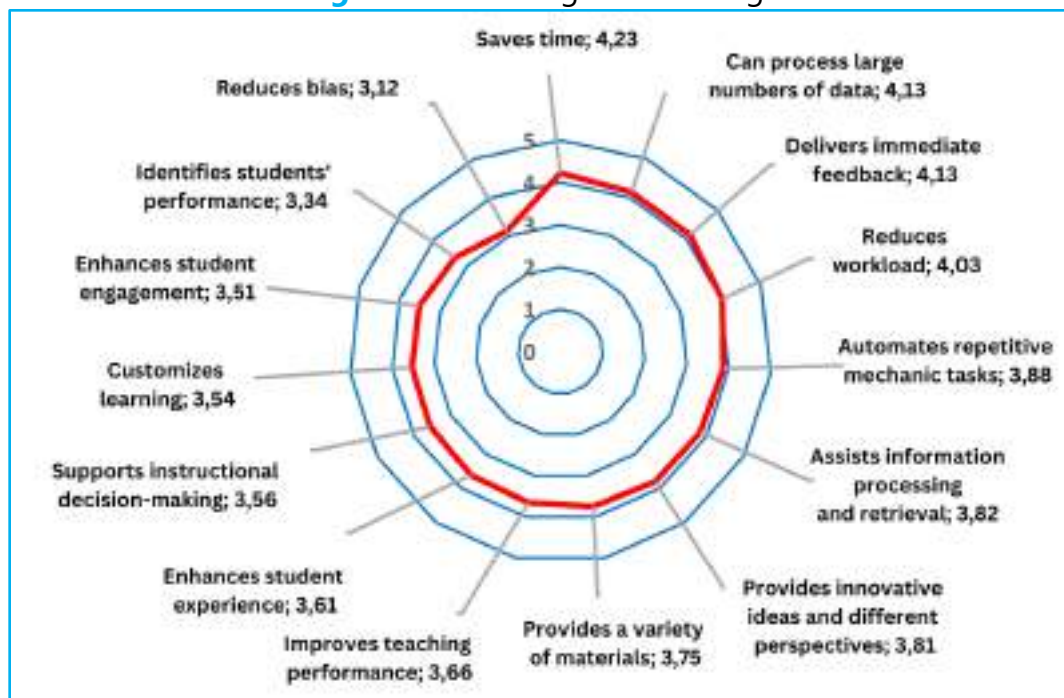 Saves time; 4,23
Can process large
numbers of data; 4,13
Delivers immediate
feedback; 4,13
Reduces
workload; 4,03
Automates repetitive
mechanic tasks; 3,88
Assists information
processing
and retrieval; 3,82
Provides innovative
ideas and different
perspectives; 3,81
Provides a variety
of materials; 3,75
Improves teaching
performance; 3,66
Enhances student
experience; 3,61
Supports instructional
decision-making; 3,56
Customizes
learning; 3,54
Enhances student
engagement; 3,51
Identifies students'
performance; 3,34
Reduces bias; 3,12
5
4
3
2
1
0